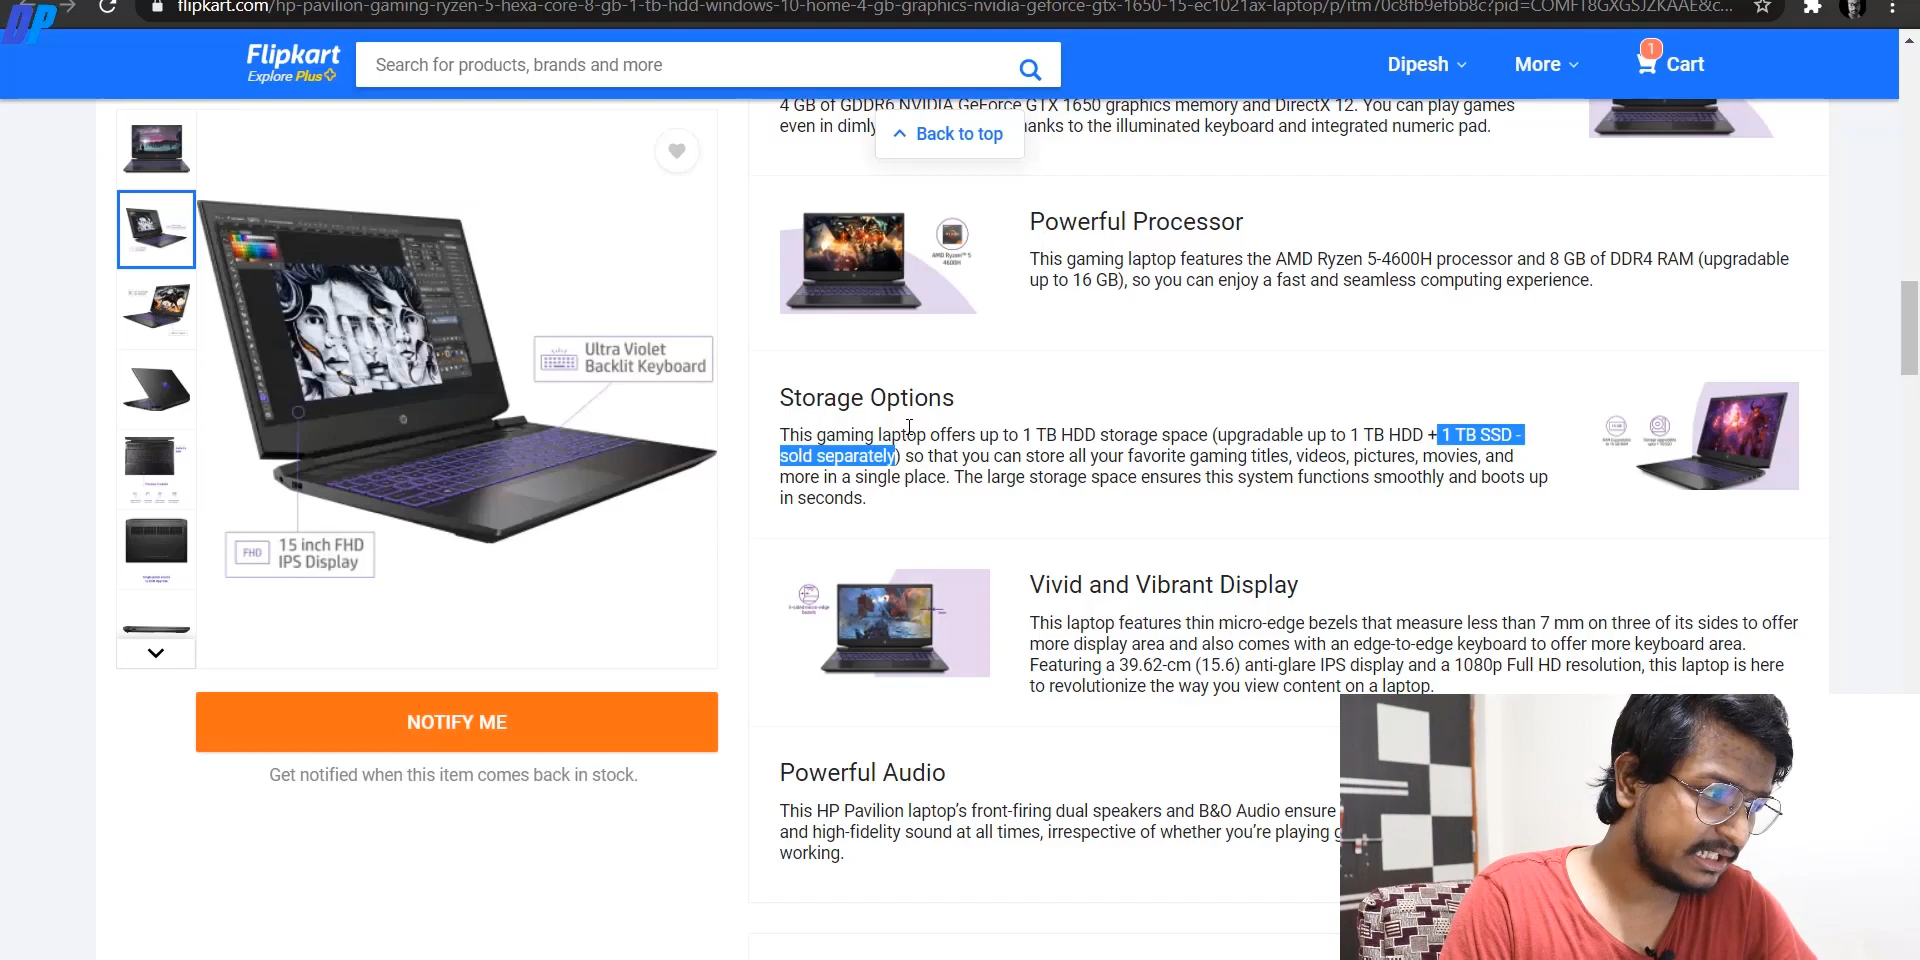 DP
flipkart.com/hp-pavilion-gaming-ryzen-5-hexa-core-8-gb-1-tb-hdd-windows-10-home-4-gb-graphics-nvidia-geforce-gtx-1650-15-ec1021ax-laptop/p/itm70c8fb9efbb8c?pid=COMFT8GXGSJZKAAE&c...
Flipkart
Explore Plus
Search for products, brands and more
Dipesh
More
1
Cart
4 GB of GDDR6 NVIDIA GeForce GTX 1650 graphics memory and DirectX 12. You can play games
even in dimly
anks to the illuminated keyboard and integrated numeric pad.
Back to top
Powerful Processor
This gaming laptop features the AMD Ryzen 5-4600H processor and 8 GB of DDR4 RAM (upgradable
up to 16 GB), so you can enjoy a fast and seamless computing experience.
AMD Ryzen™ 5
4600H
Ultra Violet
Backlit Keyboard
FHD
15 inch FHD
IPS Display
Storage Options
This gaming laptop offers up to 1 TB HDD storage space (upgradable up to 1 TB HDD + 1 TB SSD -
sold separately) so that you can store all your favorite gaming titles, videos, pictures, movies, and
more in a single place. The large storage space ensures this system functions smoothly and boots up
in seconds.
Vivid and Vibrant Display
This laptop features thin micro-edge bezels that measure less than 7 mm on three of its sides to offer
more display area and also comes with an edge-to-edge keyboard to offer more keyboard area.
Featuring a 39.62-cm (15.6) anti-glare IPS display and a 1080p Full HD resolution, this laptop is here
to revolutionize the way you view content on a laptop.
NOTIFY ME
Get notified when this item comes back in stock.
Powerful Audio
This HP Pavilion laptop's front-firing dual speakers and B&O Audio ensure
and high-fidelity sound at all times, irrespective of whether you're playing g
working.